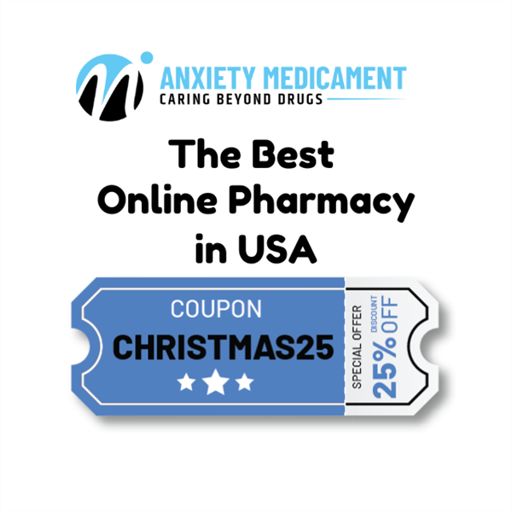 ANXIETY MEDICAMENT
CARING BEYOND DRUGS
The Best
Online Pharmacy
in USA
COUPON
CHRISTMAS25
SPECIAL OFFER
DISCOUNT
25% OFF